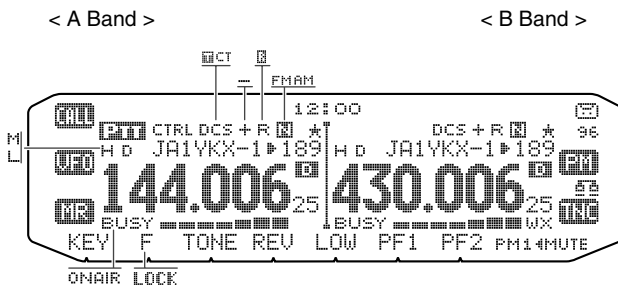 < A Band > < B Band >
T CT — R FM AM
12:00
CALL PTT CTRL DCS + R N ★ DCS + R N ★ 96
M H D JA1YKX-1▶189 H D JA1YKX-1▶189
L VFO D D PM
144.006 25 430.006 25
MR BUSY BUSY WX TNC
KEY F TONE REV LOW PF1 PF2 PM1◀MUTE
ONAIR LOCK